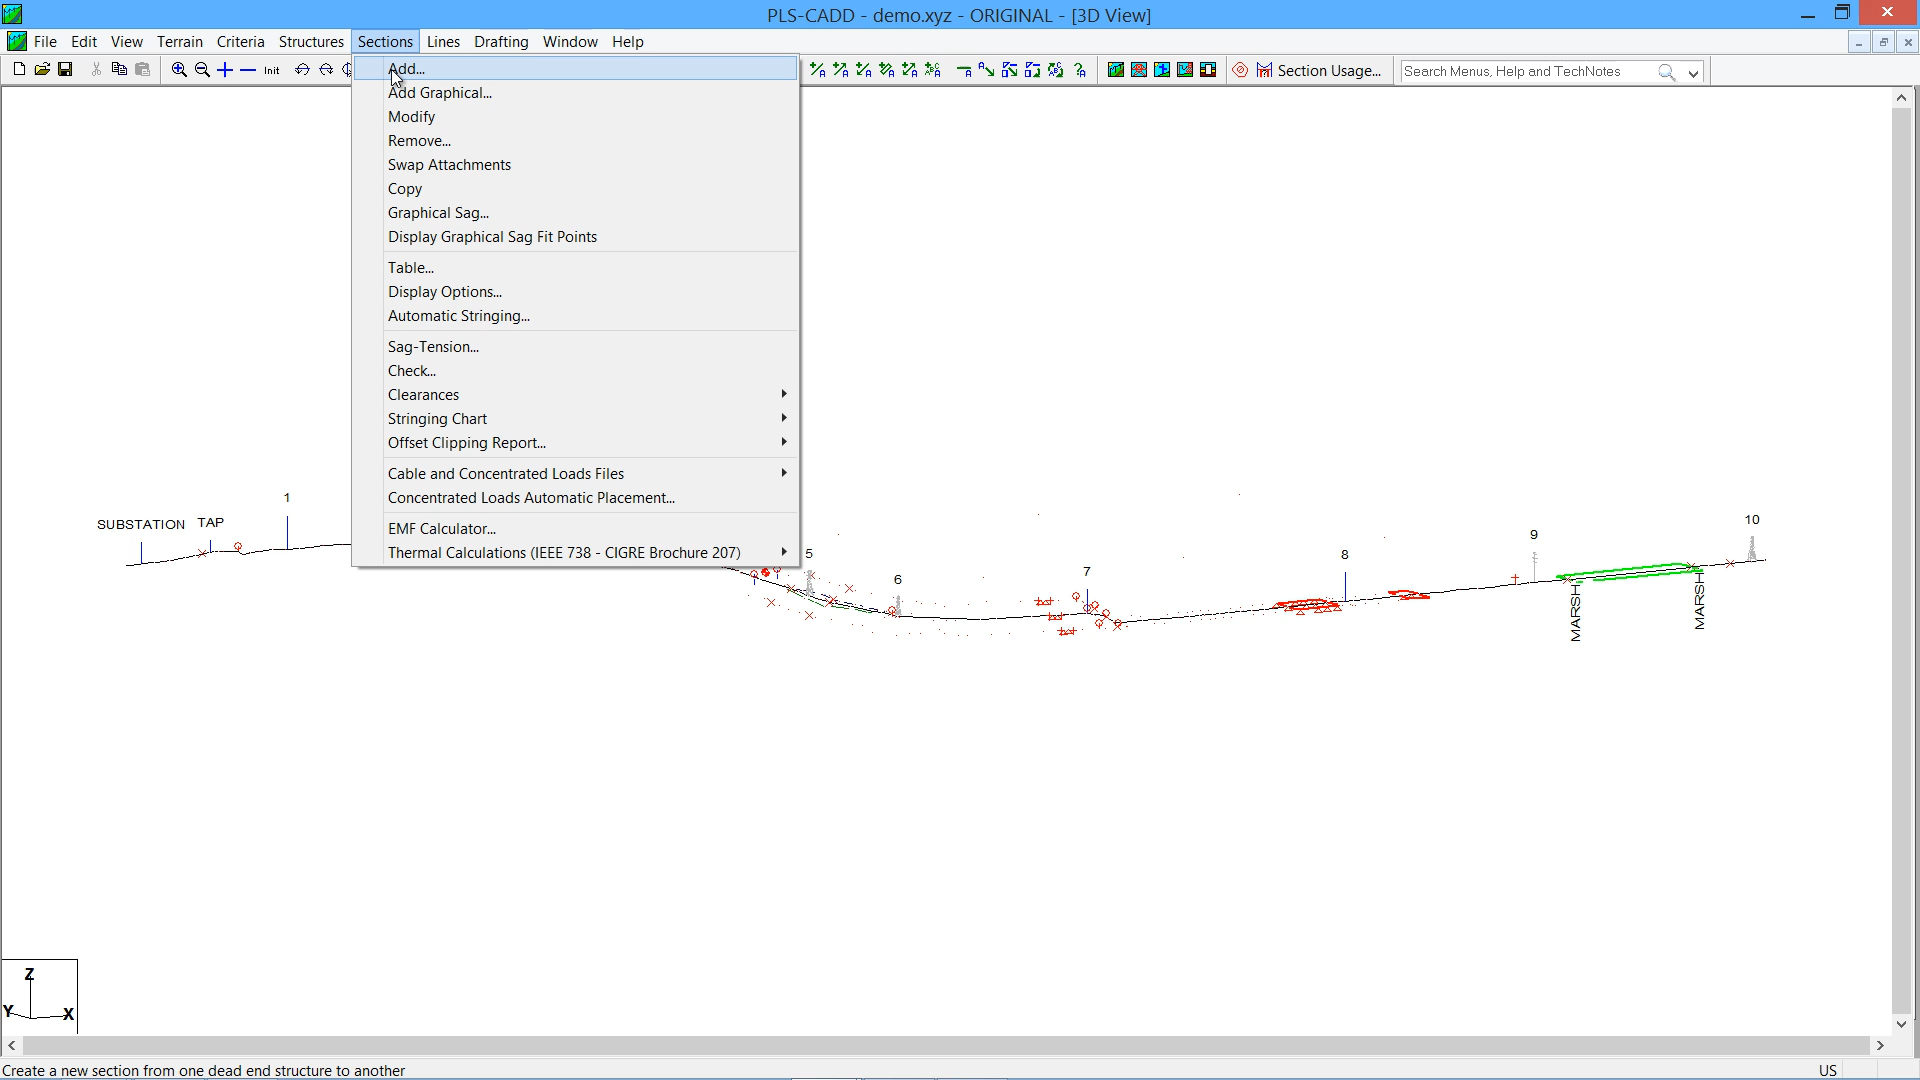 PLS-CADD - demo.xyz - ORIGINAL - [3D View]
File Edit View Terrain Criteria Structures Sections Lines Drafting Window Help
Init
Section Usage...
Search Menus, Help and TechNotes
Add...
Add Graphical...
Modify
Remove...
Swap Attachments
Copy
Graphical Sag...
Display Graphical Sag Fit Points
Table...
Display Options...
Automatic Stringing...
Sag-Tension...
Check...
Clearances
Stringing Chart
Offset Clipping Report...
Cable and Concentrated Loads Files
Concentrated Loads Automatic Placement...
EMF Calculator...
Thermal Calculations (IEEE 738 - CIGRE Brochure 207)
SUBSTATION TAP
1
5
6
7
8
9
10
MARSH
MARSH
Z
Y
X
Create a new section from one dead end structure to another
US